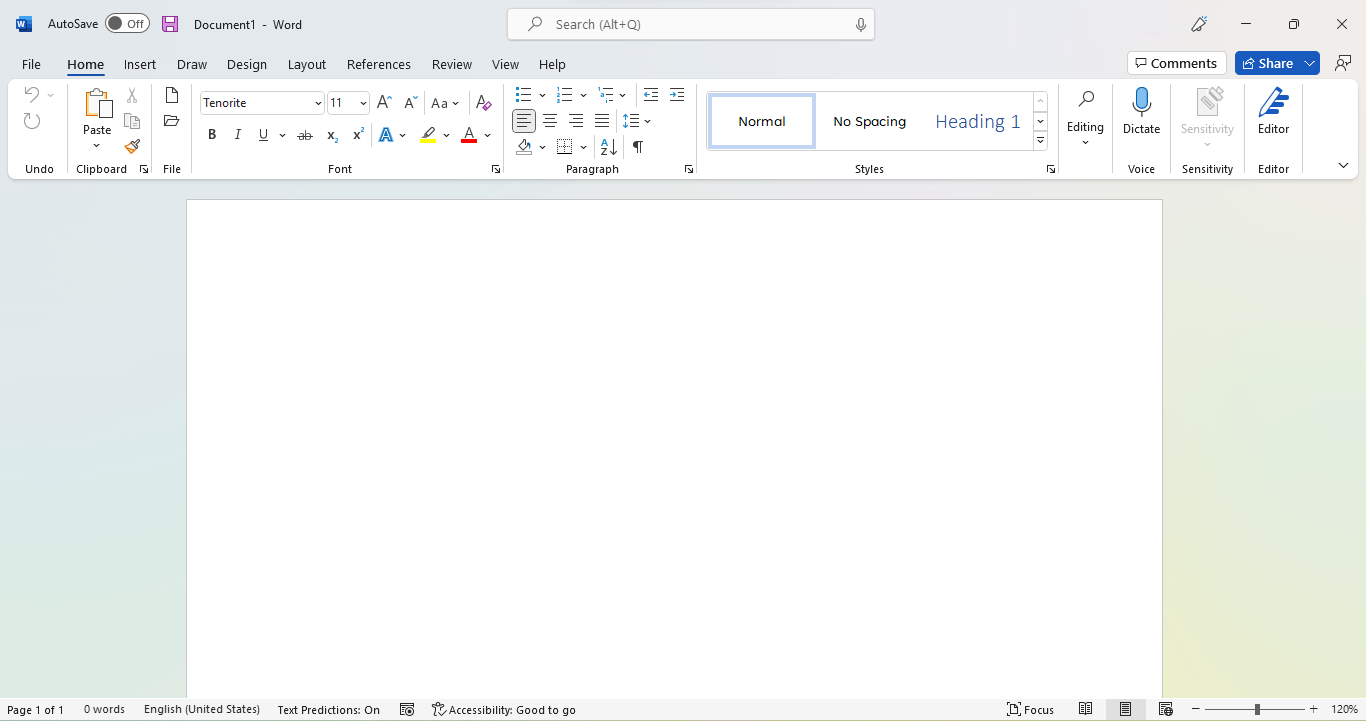 AutoSave Off Document1 - Word Search (Alt+Q)
File Home Insert Draw Design Layout References Review View Help Comments Share
Tenorite 11 Aa
Paste
B I U ab x₂ x² A A
A
Z
¶
Normal No Spacing Heading 1
Editing Dictate Sensitivity Editor
Undo Clipboard File Font Paragraph Styles Voice Sensitivity Editor
Page 1 of 1 0 words English (United States) Text Predictions: On Accessibility: Good to go Focus 120%